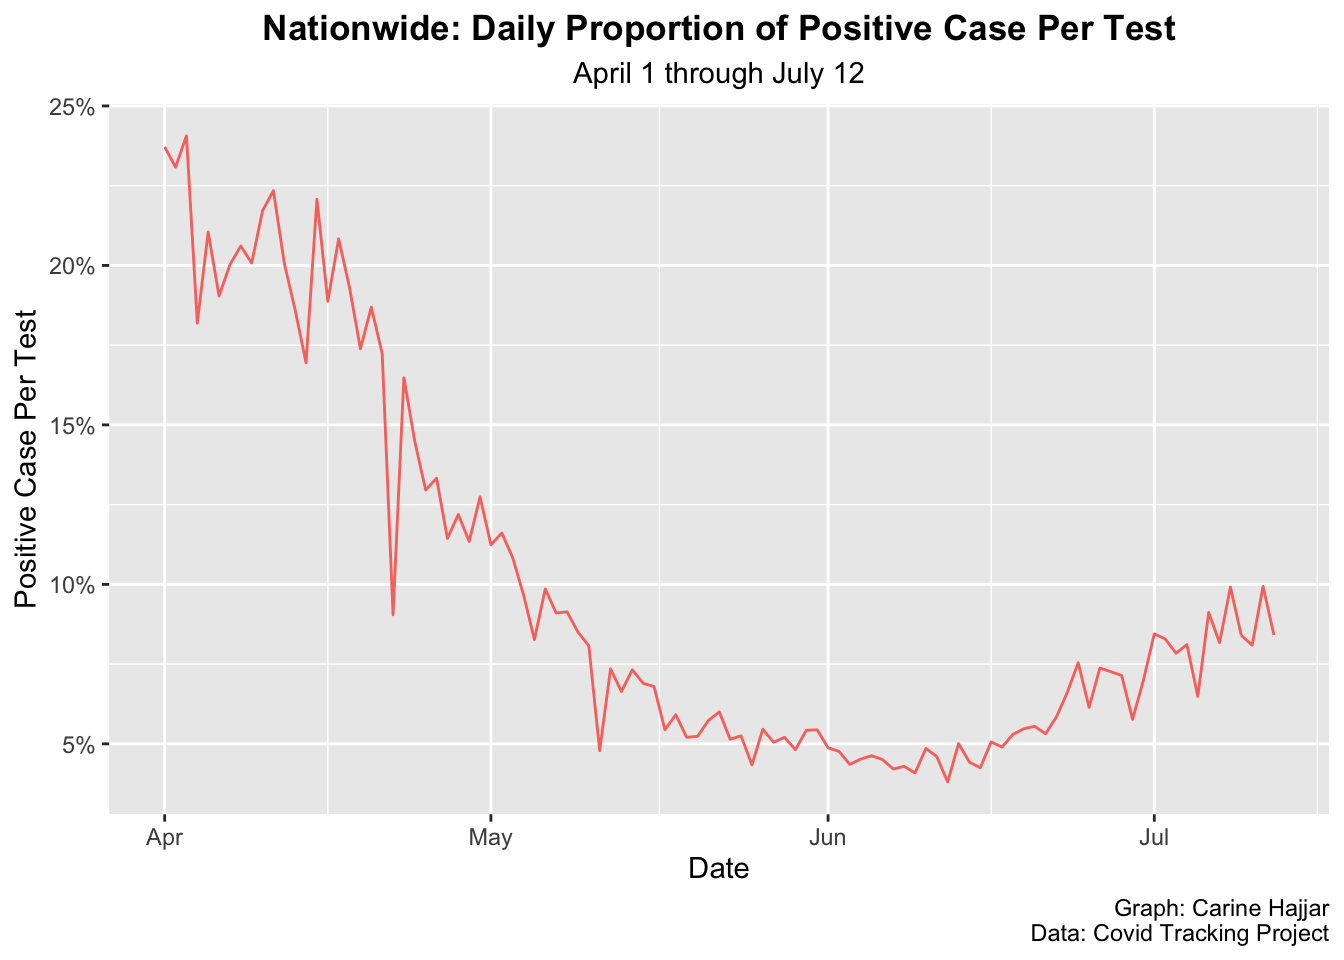 Nationwide: Daily Proportion of Positive Case Per Test
April 1 through July 12
25%
20%
15%
10%
5%
Positive Case Per Test
Apr
May
Jun
Jul
Date
Graph: Carine Hajjar
Data: Covid Tracking Project